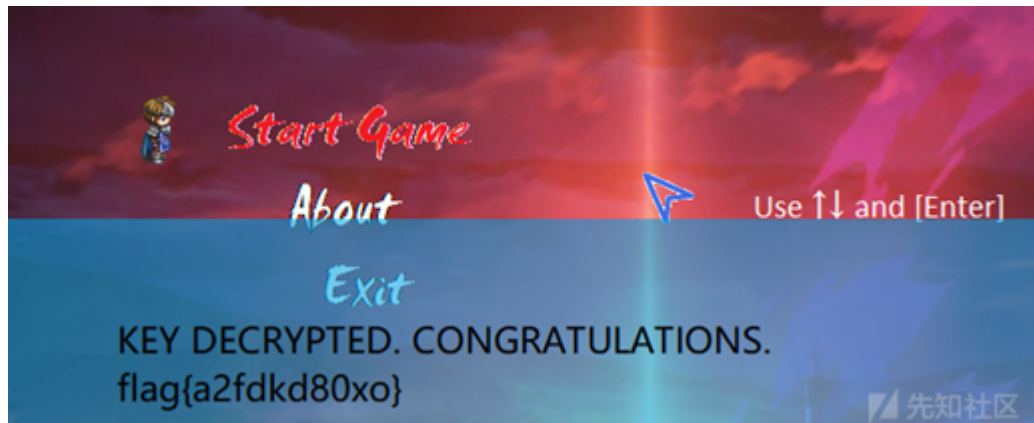 Start Game
About
Use ↑↓ and [Enter]
Exit
KEY DECRYPTED. CONGRATULATIONS.
flag{a2fdkd80xo}
先知社区